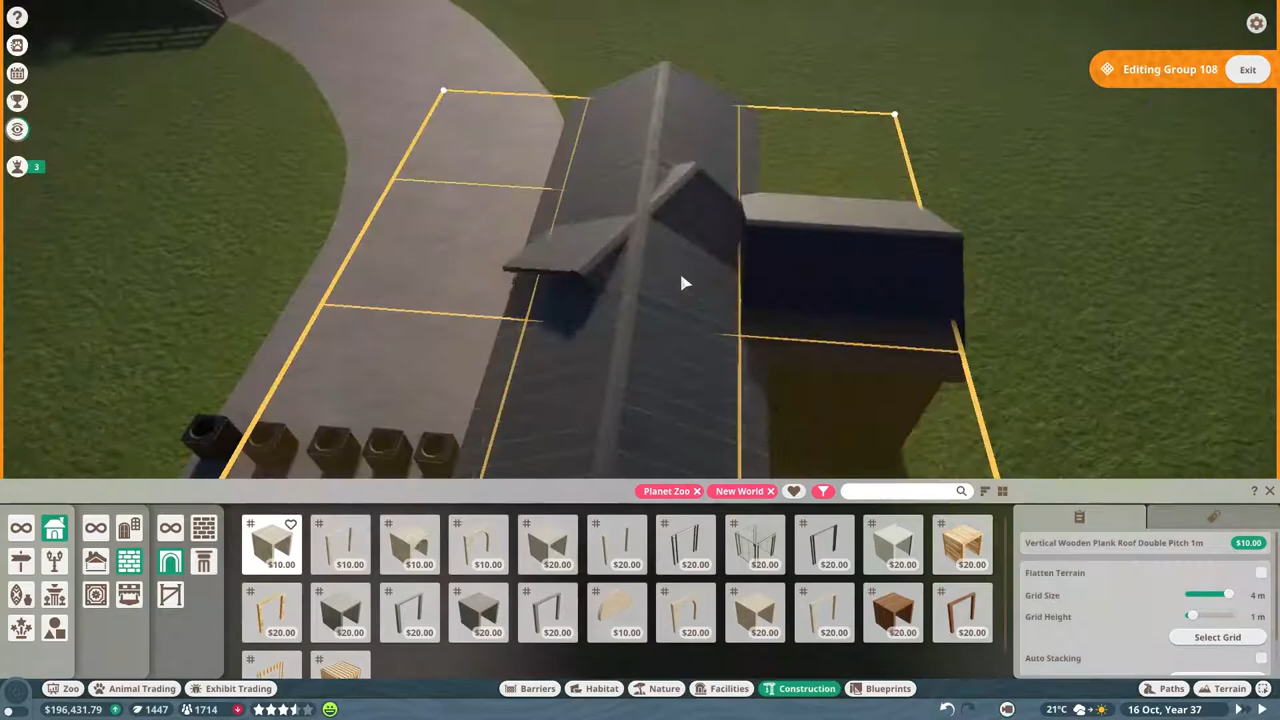 ?
Editing Group 108
Exit
3
Planet Zoo ×
New World ×
? ×
$10.00
$20.00
$10.00
$10.00
$20.00
$20.00
$20.00
$20.00
$20.00
$20.00
$20.00
Vertical Wooden Plank Roof Double Pitch 1m
$10.00
Flatten Terrain
Grid Size
4 m
Grid Height
1 m
Select Grid
Auto Stacking
$20.00
$20.00
$20.00
$20.00
$20.00
$10.00
$20.00
$20.00
$20.00
$20.00
$20.00
Zoo
Animal Trading
Exhibit Trading
Barriers
Habitat
Nature
Facilities
Construction
Blueprints
Paths
Terrain
$196,431.79
1447
1714
21°C
16 Oct, Year 37